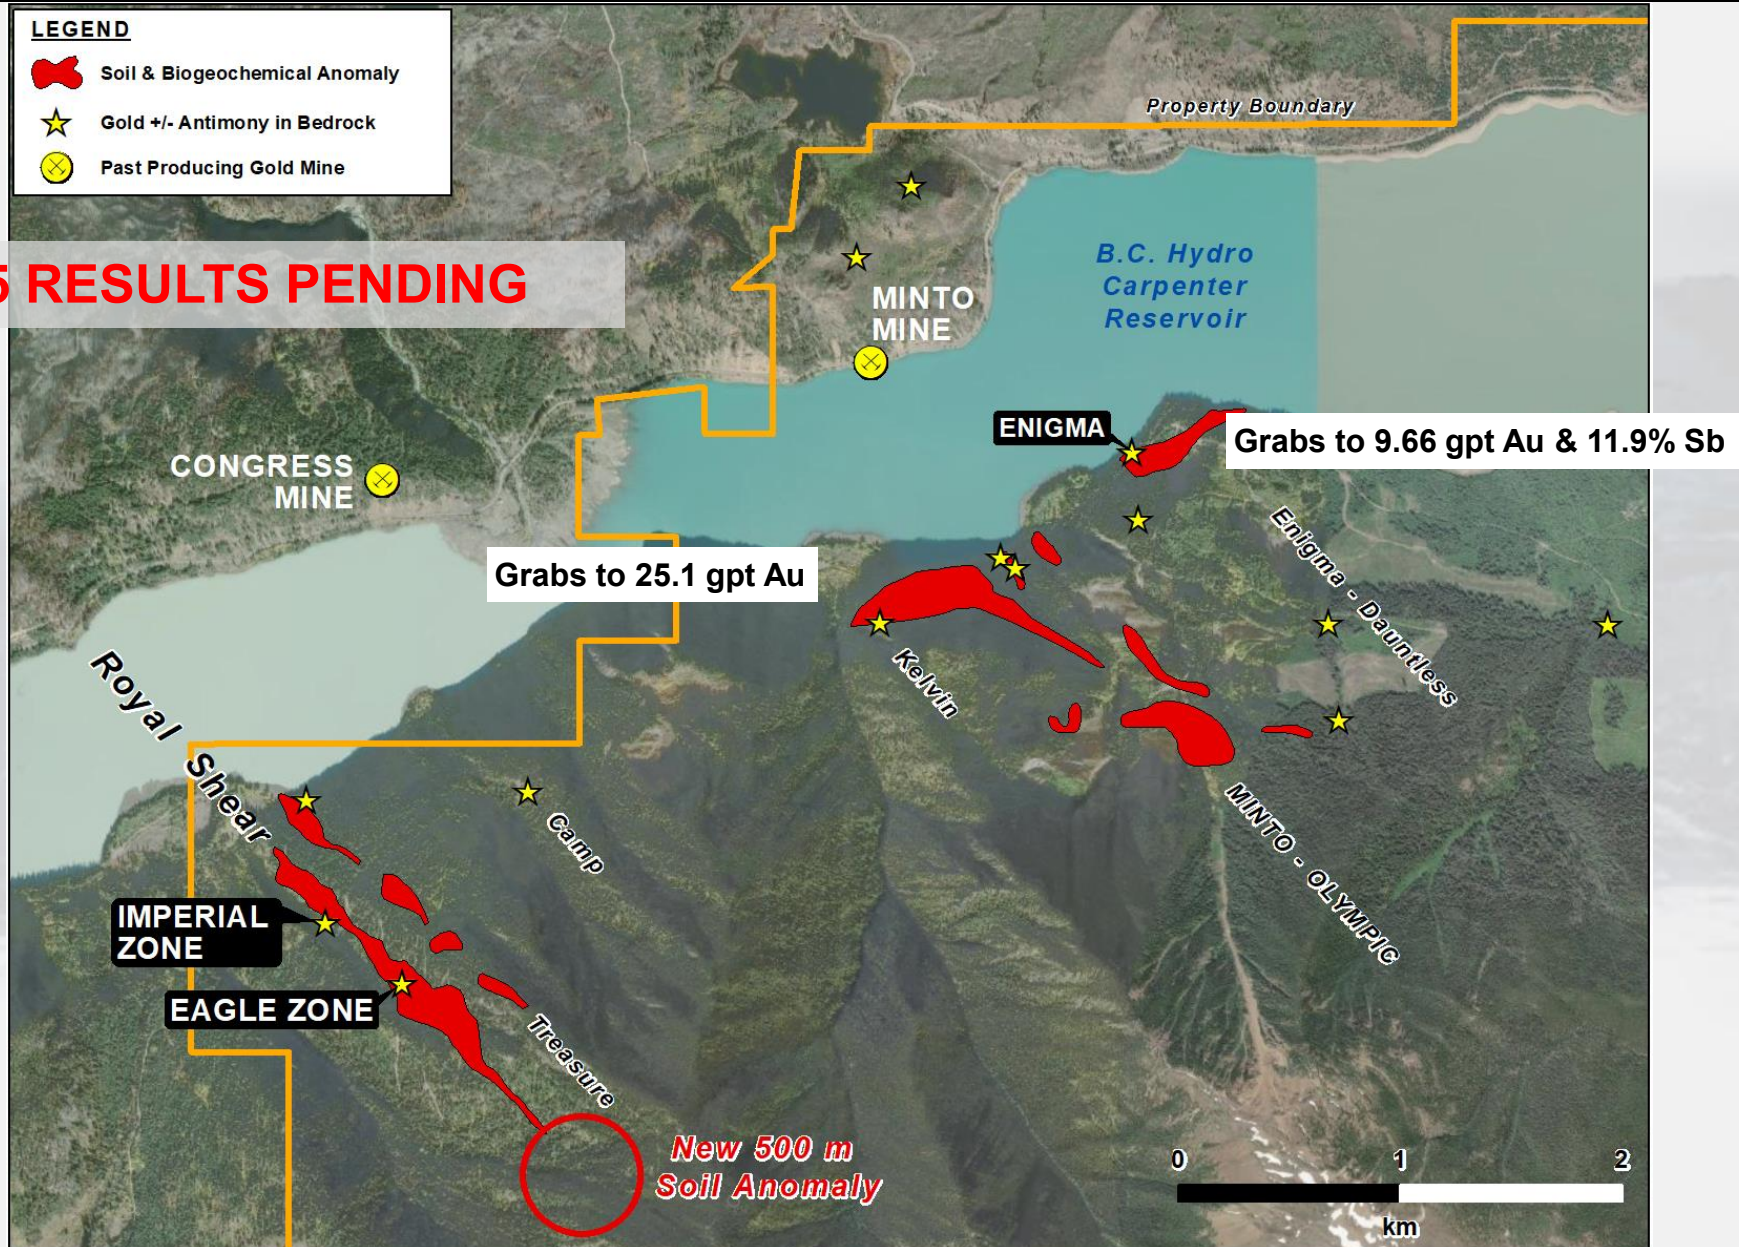 LEGEND
Soil & Biogeochemical Anomaly
Gold +/- Antimony in Bedrock
Past Producing Gold Mine
Property Boundary
5 RESULTS PENDING
B.C. Hydro
Carpenter
Reservoir
MINTO
MINE
ENIGMA
Grabs to 9.66 gpt Au & 11.9% Sb
CONGRESS
MINE
Grabs to 25.1 gpt Au
Enigma - Dauntless
Kelvin
Royal Shear
Camp
MINTO - OLYMPIC
IMPERIAL
ZONE
EAGLE ZONE
Treasure
New 500 m
Soil Anomaly
0 1 2
km